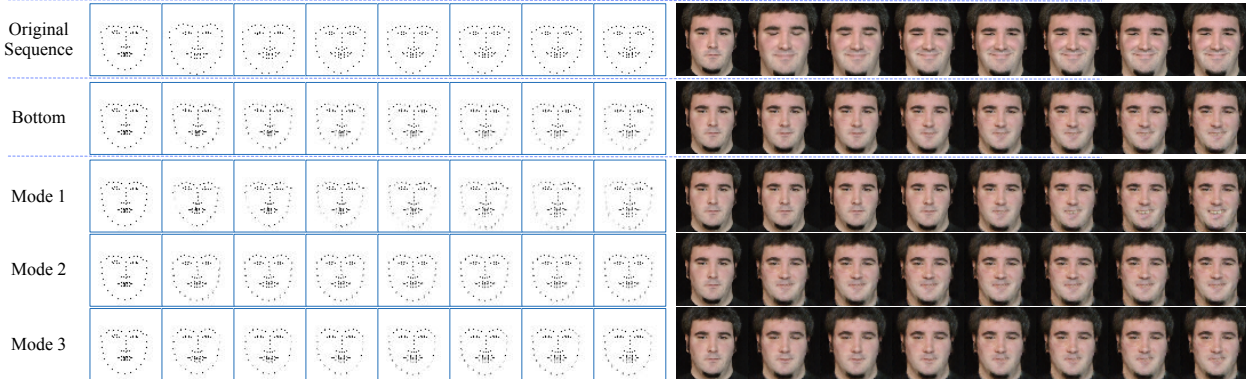 Original
Sequence
Bottom
Mode 1
Mode 2
Mode 3